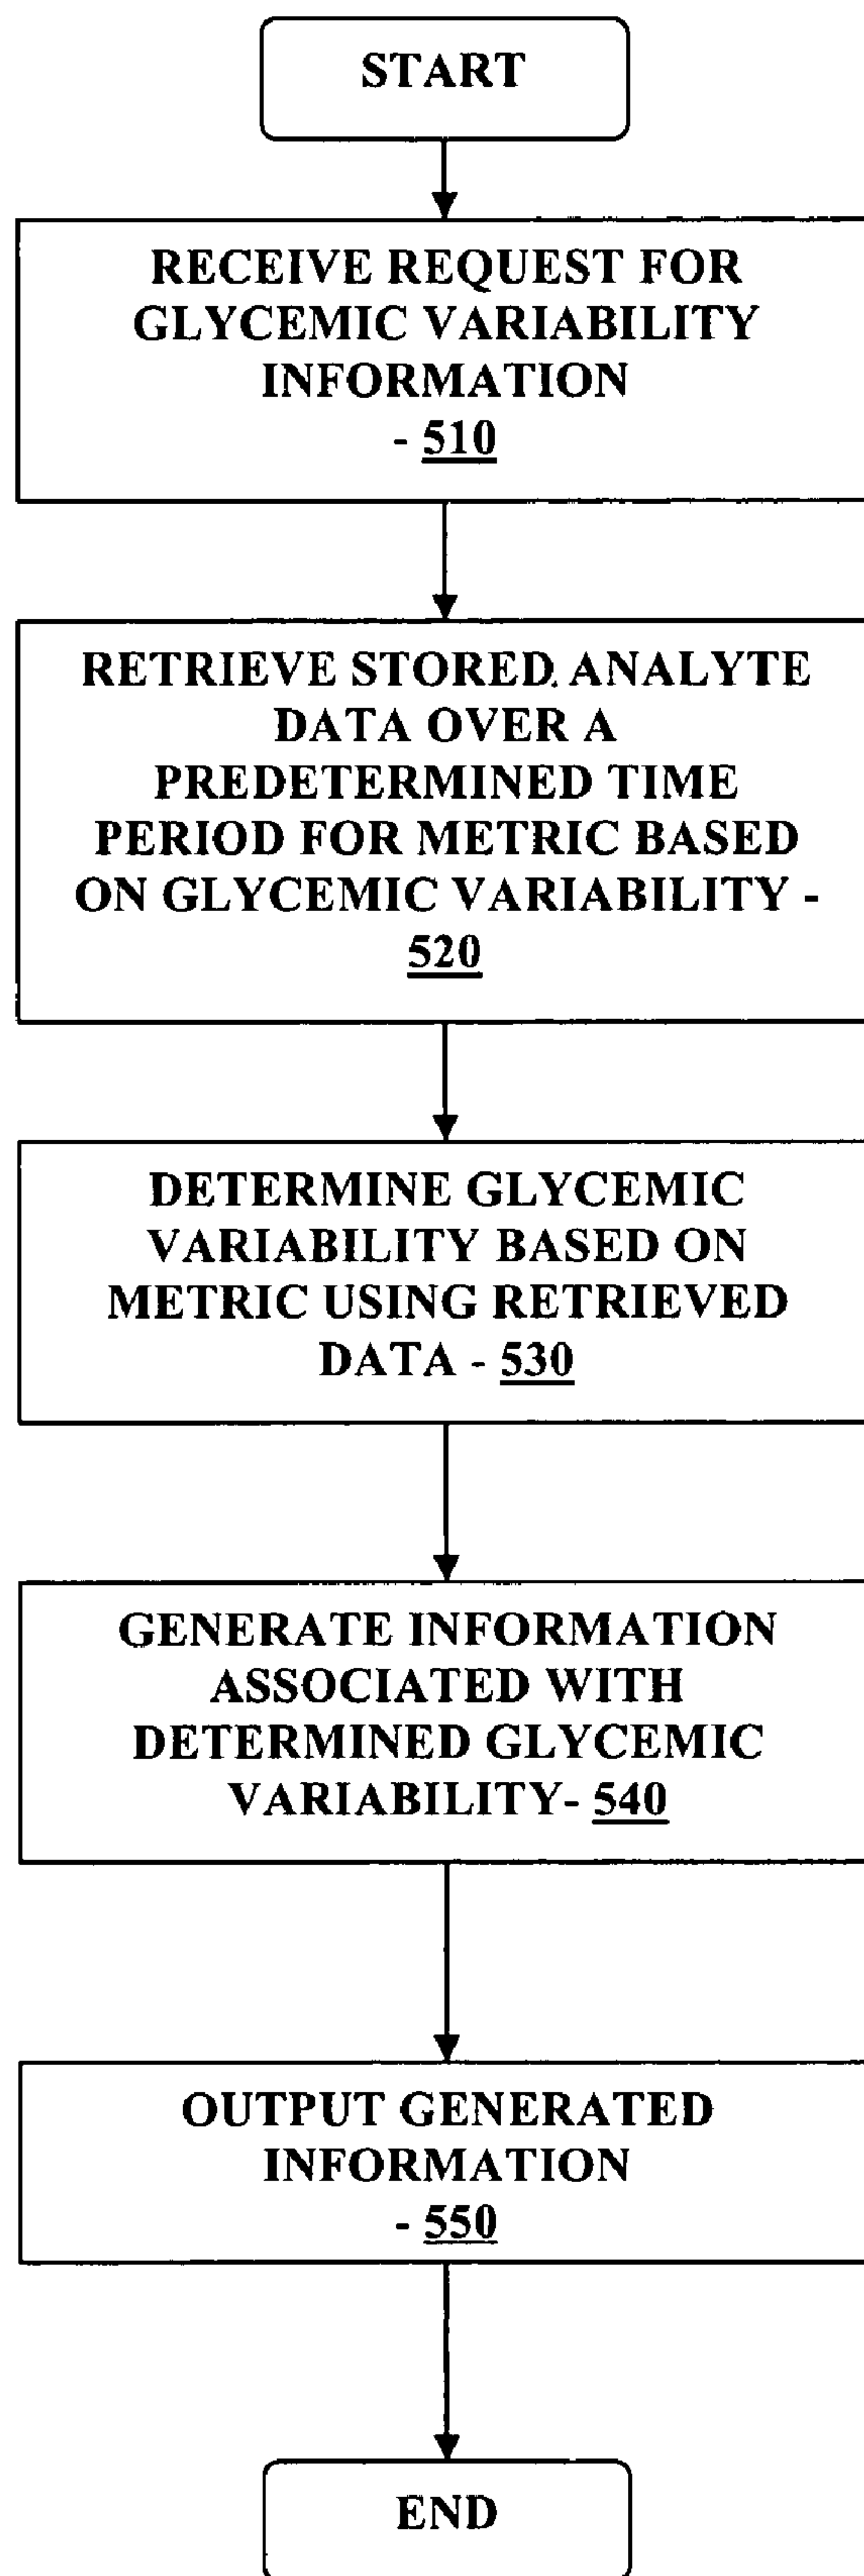 START
RECEIVE REQUEST FOR
GLYCEMIC VARIABILITY
INFORMATION
- 510
RETRIEVE STORED ANALYTE
DATA OVER A
PREDETERMINED TIME
PERIOD FOR METRIC BASED
ON GLYCEMIC VARIABILITY -
520
DETERMINE GLYCEMIC
VARIABILITY BASED ON
METRIC USING RETRIEVED
DATA - 530
GENERATE INFORMATION
ASSOCIATED WITH
DETERMINED GLYCEMIC
VARIABILITY- 540
OUTPUT GENERATED
INFORMATION
- 550
END